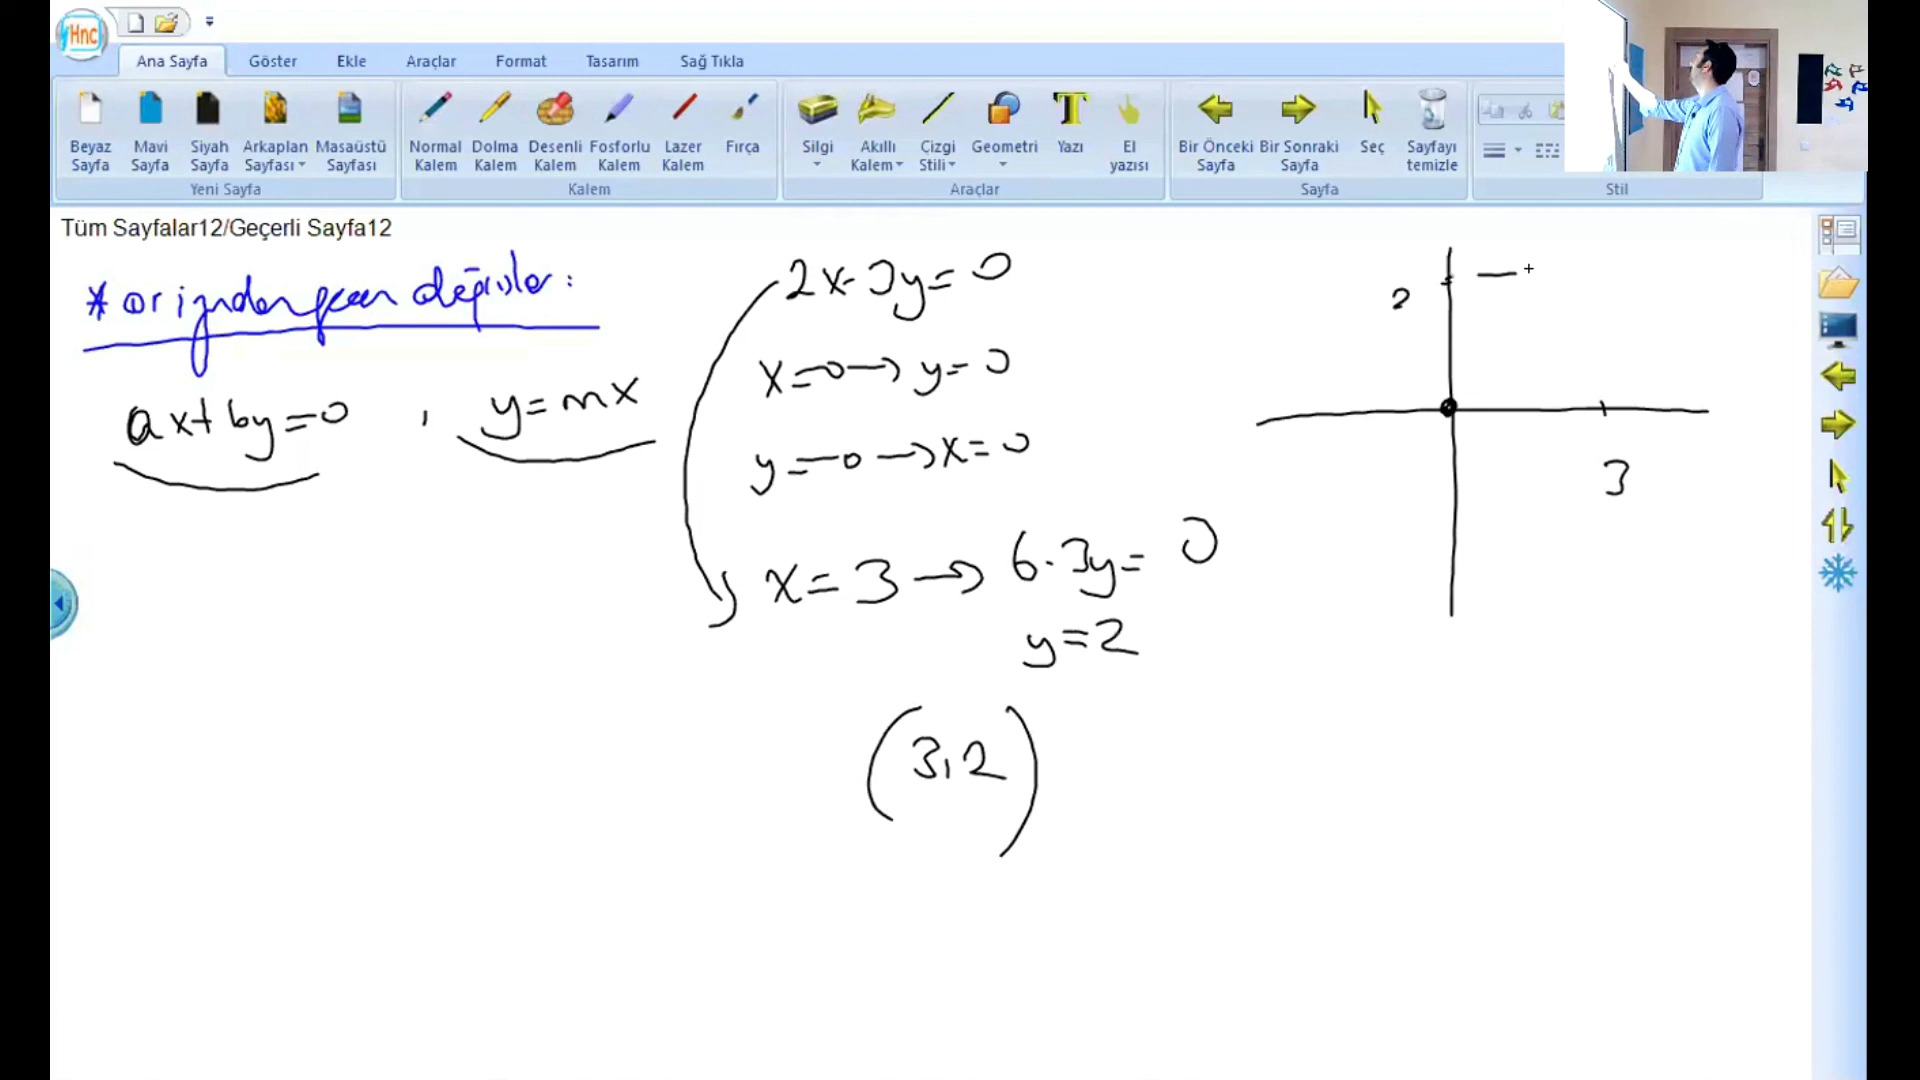 Hnc
Ana Sayfa Göster Ekle Araçlar Format Tasarım Sağ Tıkla
Beyaz Sayfa
Mavi Sayfa
Siyah Sayfa
Arkaplan Sayfası
Masaüstü Sayfası
Normal Kalem
Dolma Kalem
Desenli Kalem
Fosforlu Kalem
Lazer Kalem
Fırça
Silgi
Akıllı Kalem
Çizgi Stili
Geometri
Yazı
El yazısı
Bir Önceki Sayfa
Bir Sonraki Sayfa
Seç
Sayfayı temizle
Yeni Sayfa Kalem Araçlar Sayfa Stil
Tüm Sayfalar12/Geçerli Sayfa12
ax+by=0 , y=mx
2x-3y=0
x=0→y=0
y=0→x=0
x=3→6-3y=0
y=2
(3,2)
2
3